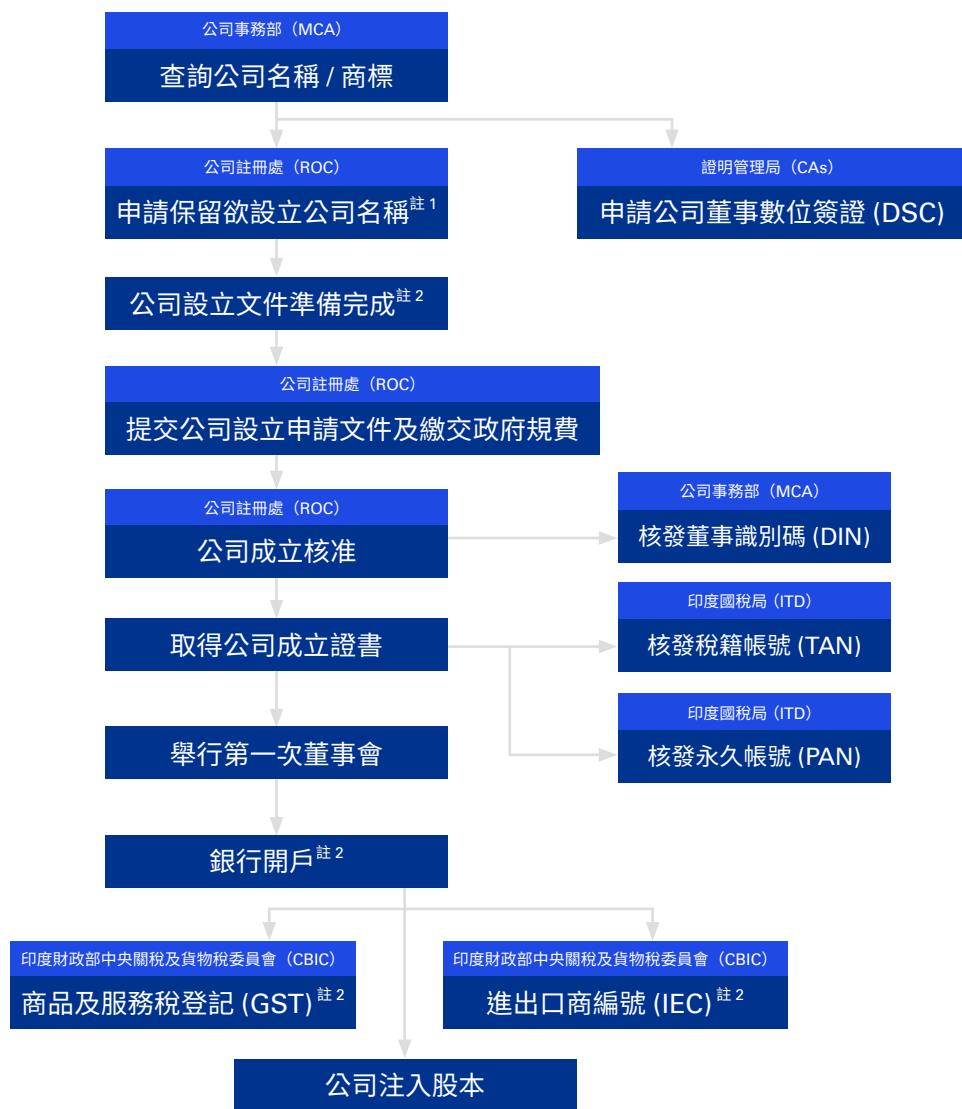 公司事務部（MCA）
查詢公司名稱 / 商標
公司註冊處（ROC）
申請保留欲設立公司名稱註 1
證明管理局（CAs）
申請公司董事數位簽證 (DSC)
公司設立文件準備完成註 2
公司註冊處（ROC）
提交公司設立申請文件及繳交政府規費
公司註冊處（ROC）
公司成立核准
公司事務部（MCA）
核發董事識別碼 (DIN)
取得公司成立證書
印度國稅局（ITD）
核發稅籍帳號 (TAN)
印度國稅局（ITD）
核發永久帳號 (PAN)
舉行第一次董事會
銀行開戶註 2
印度財政部中央關稅及貨物稅委員會（CBIC）
商品及服務稅登記 (GST)註 2
印度財政部中央關稅及貨物稅委員會（CBIC）
進出口商編號 (IEC)註 2
公司注入股本